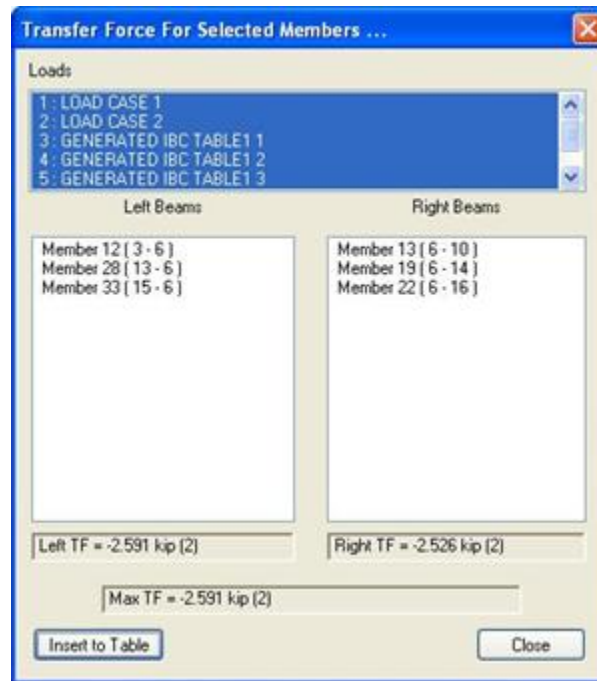 Transfer Force For Selected Members ...
Loads
1 : LOAD CASE 1
2 : LOAD CASE 2
3 : GENERATED IBC TABLE1 1
4 : GENERATED IBC TABLE1 2
5 : GENERATED IBC TABLE1 3
Left Beams
Right Beams
Member 12 ( 3 - 6 )
Member 28 ( 13 - 6 )
Member 33 ( 15 - 6 )
Member 13 ( 6 - 10 )
Member 19 ( 6 - 14 )
Member 22 ( 6 - 16 )
Left TF = -2.591 kip (2)
Right TF = -2.526 kip (2)
Max TF = -2.591 kip (2)
Insert to Table
Close